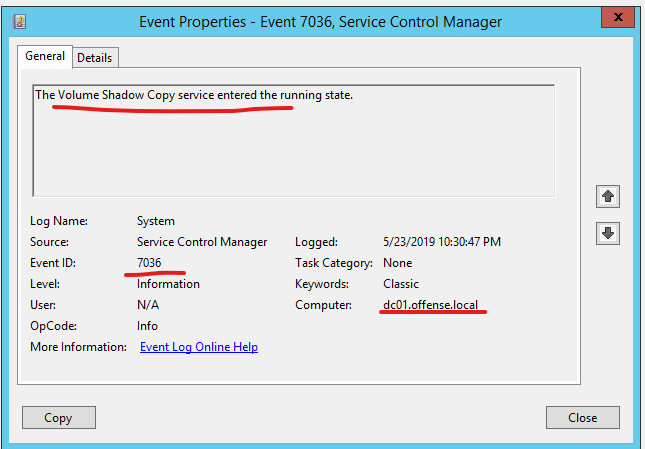 Event Properties - Event 7036, Service Control Manager
x
General Details
The Volume Shadow Copy service entered the running state.
Log Name: System
Source: Service Control Manager Logged: 5/23/2019 10:30:47 PM
Event ID: 7036 Task Category: None
Level: Information Keywords: Classic
User: N/A Computer: dc01.offense.local
OpCode: Info
More Information: Event Log Online Help
Copy Close